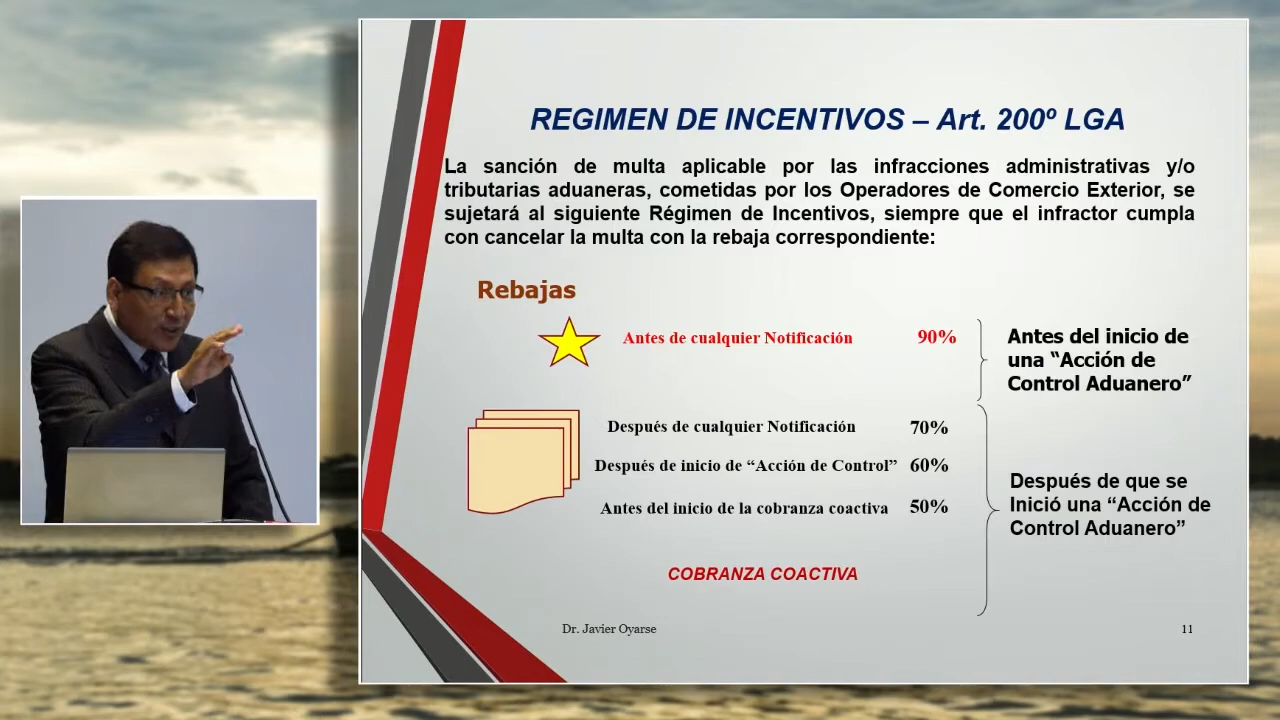 REGIMEN DE INCENTIVOS – Art. 200º LGA
La sanción de multa aplicable por las infracciones administrativas y/o
tributarias aduaneras, cometidas por los Operadores de Comercio Exterior, se
sujetará al siguiente Régimen de Incentivos, siempre que el infractor cumpla
con cancelar la multa con la rebaja correspondiente:
Rebajas
Antes de cualquier Notificación 90%
Antes del inicio de
una “Acción de
Control Aduanero”
Después de cualquier Notificación 70%
Después de inicio de “Acción de Control” 60%
Antes del inicio de la cobranza coactiva 50%
Después de que se
Inició una “Acción de
Control Aduanero”
COBRANZA COACTIVA
Dr. Javier Oyarse
11